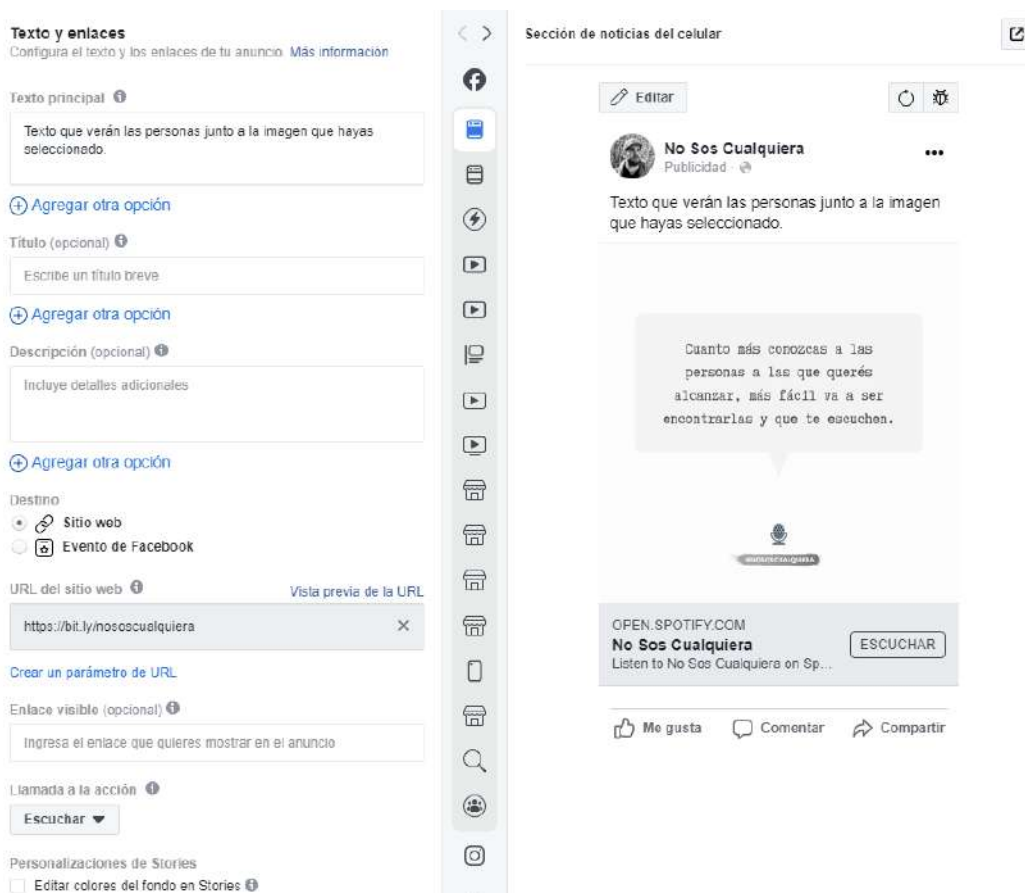 Texto y enlaces
Configura el texto y los enlaces de tu anuncio. Más información
Texto principal
Texto que verán las personas junto a la imagen que hayas
seleccionado.
Agregar otra opción
Título (opcional)
Escribe un título breve
Agregar otra opción
Descripción (opcional)
Incluye detalles adicionales
Agregar otra opción
Destino
Sitio web
Evento de Facebook
URL del sitio web
Vista previa de la URL
https://bit.ly/nososcualquiera
Crear un parámetro de URL
Enlace visible (opcional)
Ingresa el enlace que quieres mostrar en el anuncio
Llamada a la acción
Escuchar
Personalizaciones de Stories
Editar colores del fondo en Stories
Sección de noticias del celular
Editar
No Sos Cualquiera
Publicidad ·
Texto que verán las personas junto a la imagen
que hayas seleccionado.
Cuanto más conozcas a las
personas a las que querés
alcanzar, más fácil va a ser
encontrarlas y que te escuchen.
#NOSOSCUALQUIERA
OPEN.SPOTIFY.COM
No Sos Cualquiera
Listen to No Sos Cualquiera on Sp...
ESCUCHAR
Me gusta
Comentar
Compartir